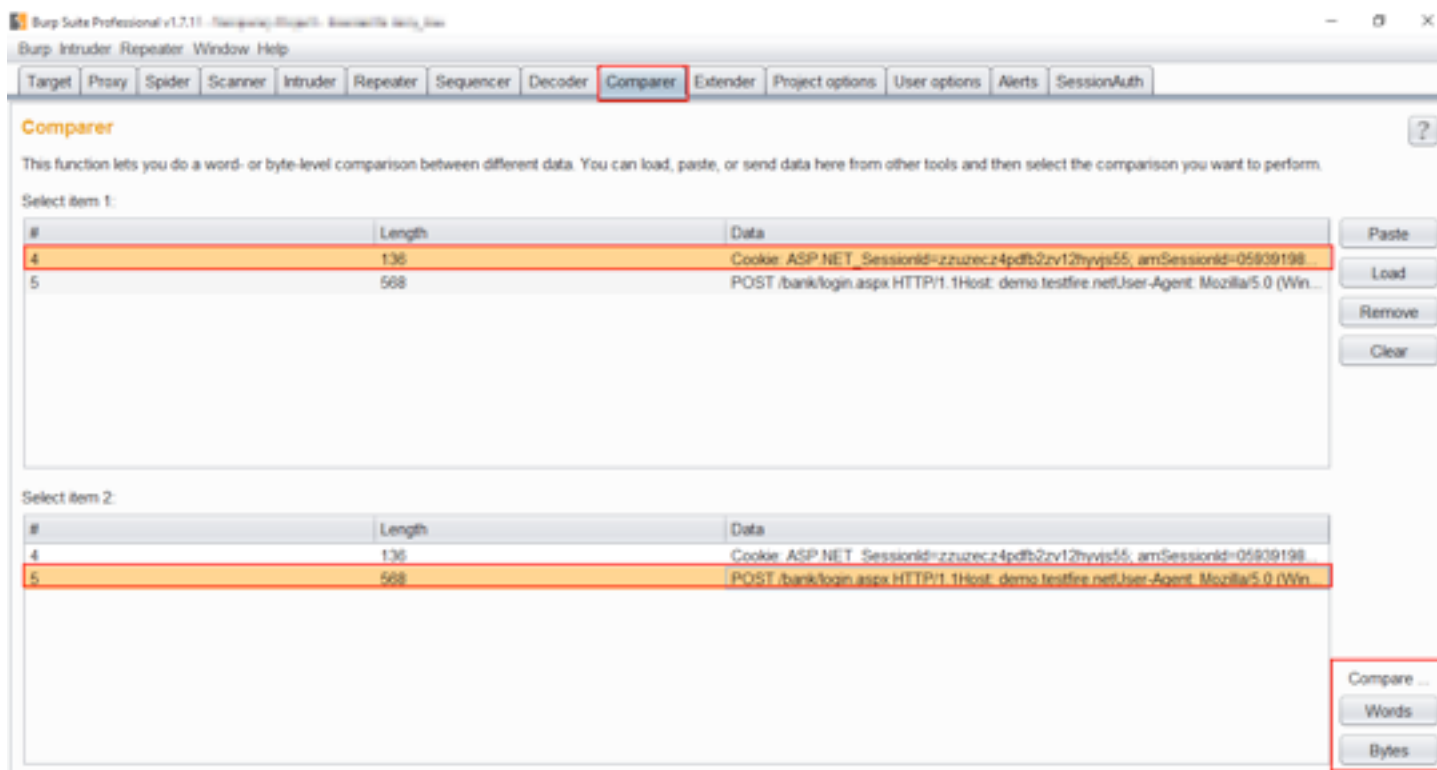 Burp Suite Professional v1.7.11 -
Burp Intruder Repeater Window Help
Target Proxy Spider Scanner Intruder Repeater Sequencer Decoder Comparer Extender Project options User options Alerts SessionAuth
Comparer
?
This function lets you do a word- or byte-level comparison between different data. You can load, paste, or send data here from other tools and then select the comparison you want to perform.
Select item 1:
# Length Data
4 136 Cookie: ASP.NET_SessionId=zzuzecz4pdfb2zv12hyvjs55; amSessionId=05939198...
5 568 POST /bank/login.aspx HTTP/1.1Host: demo.testfire.netUser-Agent: Mozilla/5.0 (Win...
Paste
Load
Remove
Clear
Select item 2:
# Length Data
4 136 Cookie: ASP.NET_SessionId=zzuzecz4pdfb2zv12hyvjs55; amSessionId=05939198...
5 568 POST /bank/login.aspx HTTP/1.1Host: demo.testfire.netUser-Agent: Mozilla/5.0 (Win...
Compare ...
Words
Bytes